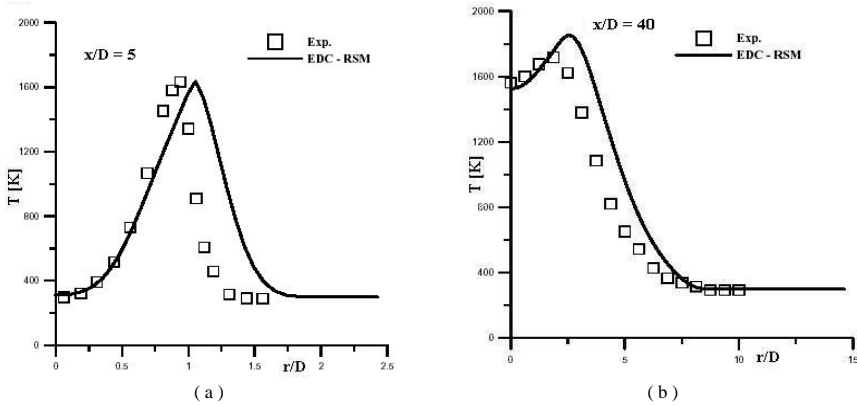 2000
1600
1200
800
400
0
T [K]
x/D = 5
Exp.
EDC - RSM
0
0.5
1
1.5
2
2.5
r/D
( a )
2000
1600
1200
800
400
0
T [K]
x/D = 40
Exp.
EDC - RSM
0
5
10
15
r/D
( b )